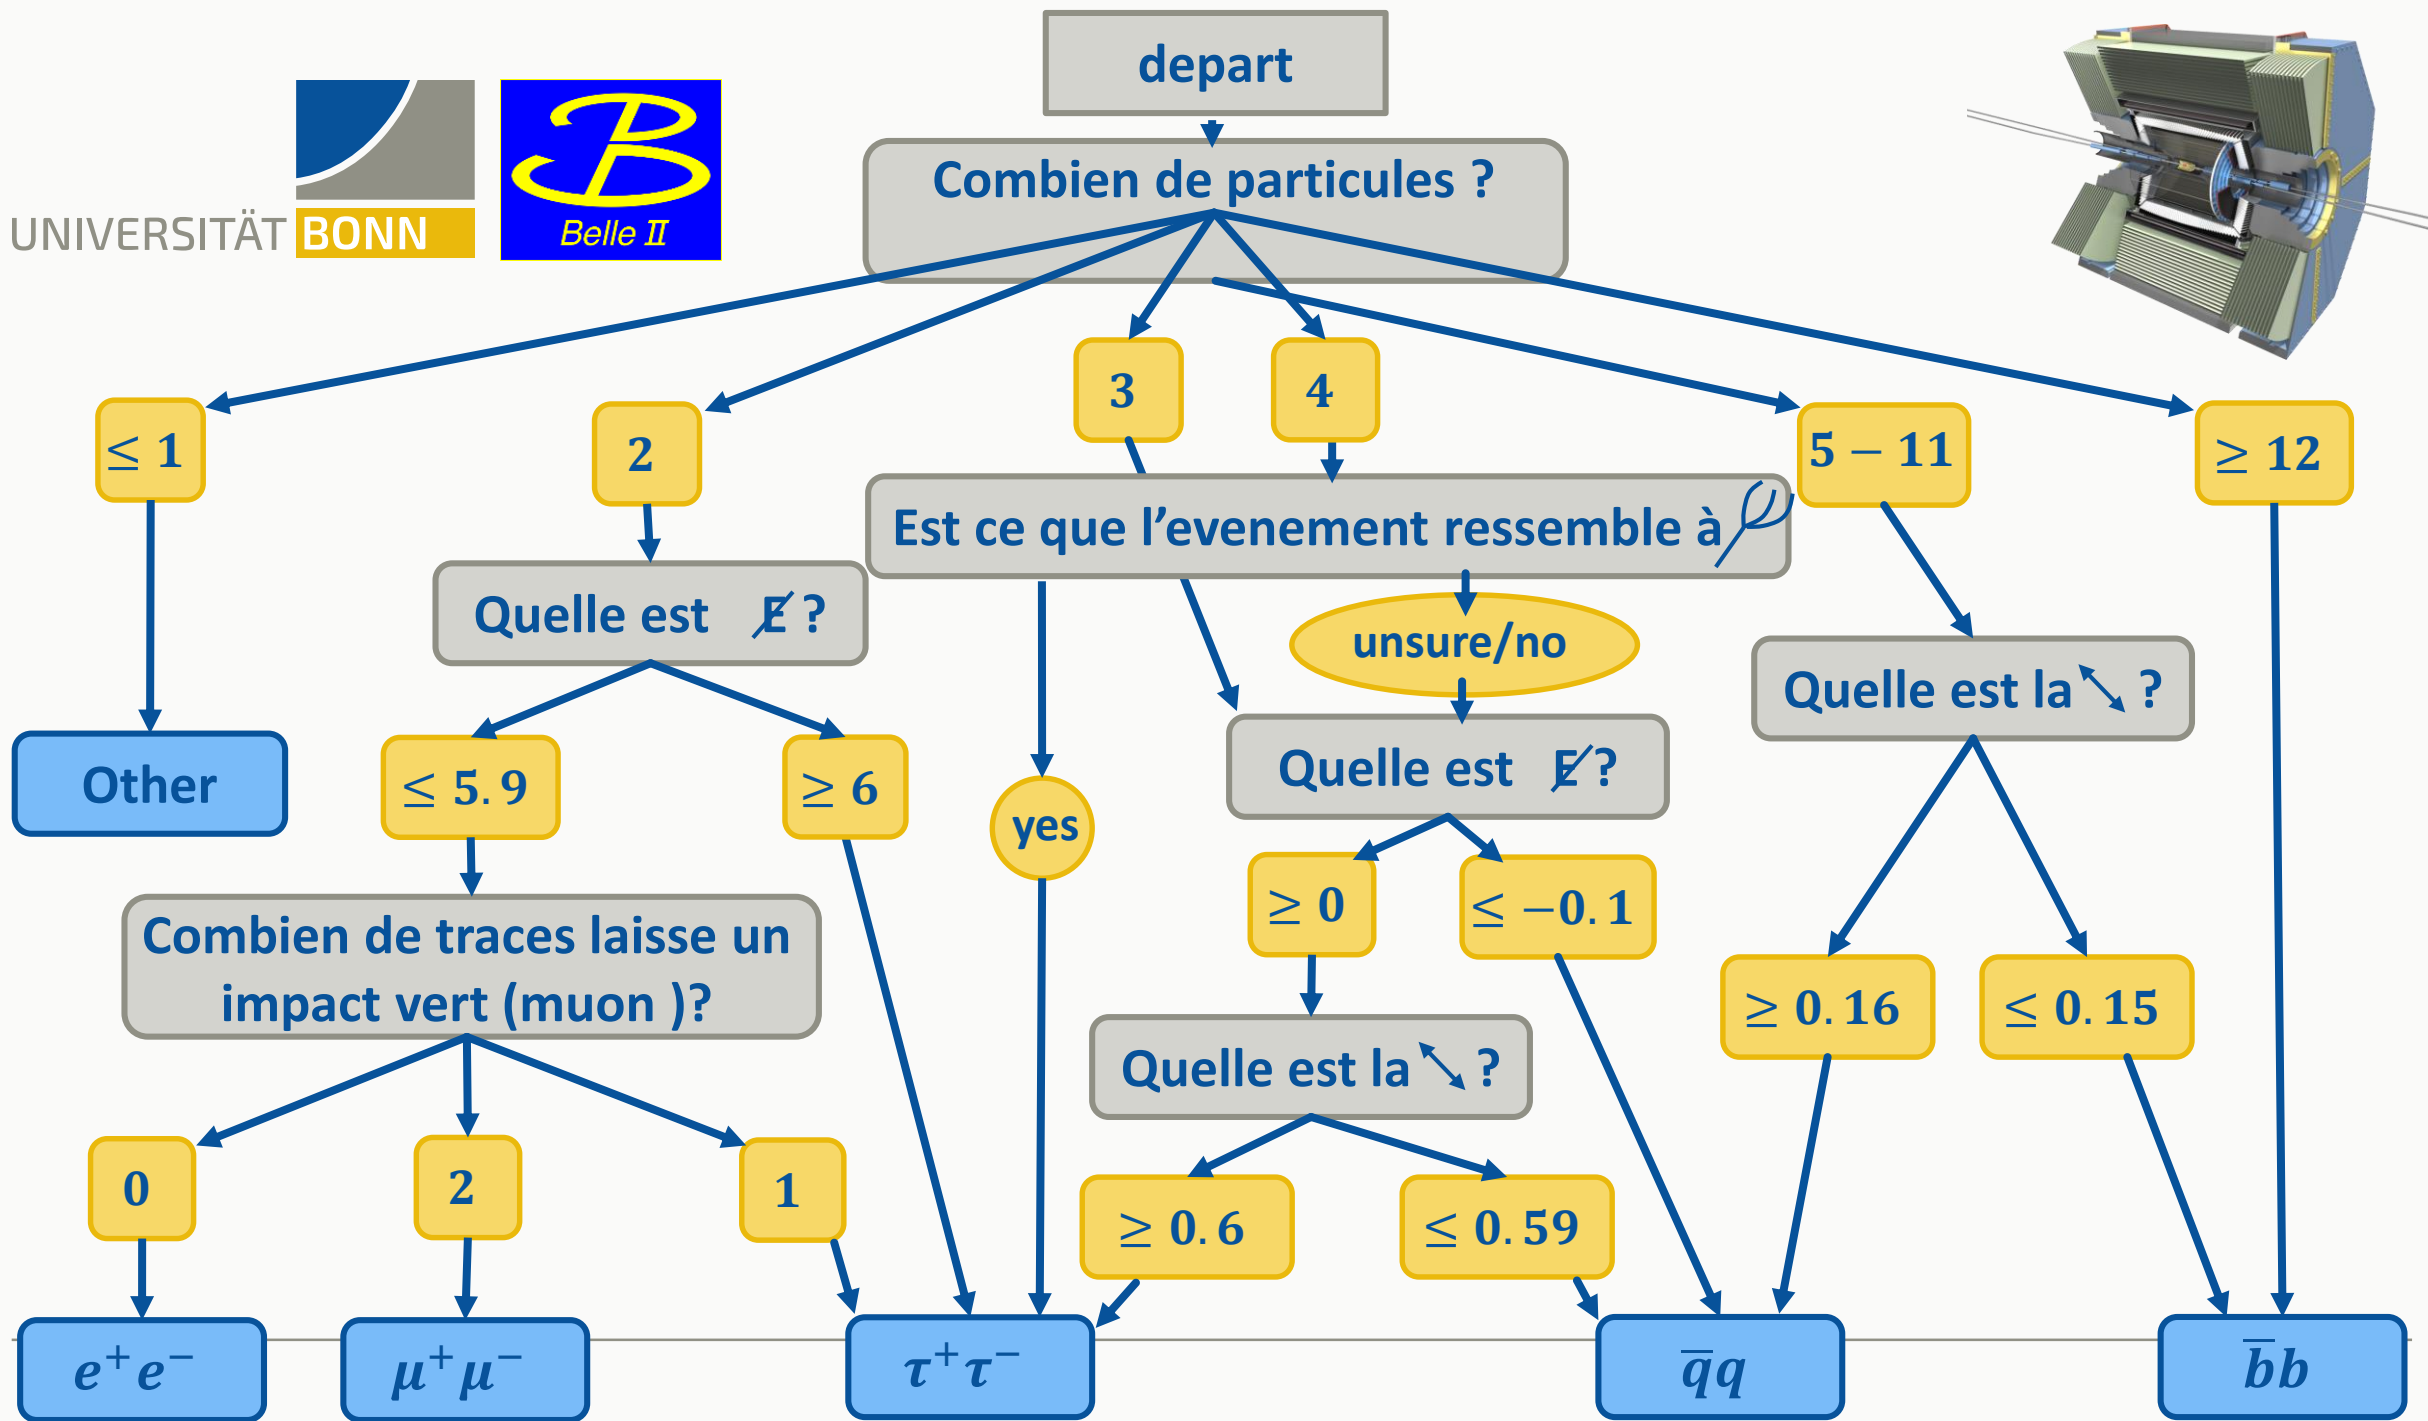 depart
UNIVERSITÄT BONN
Belle II
Combien de particules ?
3
4
≤ 1
2
5 − 11
≥ 12
Est ce que l’evenement ressemble à
Quelle est E̸ ?
unsure/no
Quelle est la ?
Other
≤ 5.9
≥ 6
yes
Quelle est E̸ ?
≥ 0
≤ −0.1
Combien de traces laisse un
impact vert (muon )?
≥ 0.16
≤ 0.15
Quelle est la ?
0
2
1
≥ 0.6
≤ 0.59
e⁺e⁻
μ⁺μ⁻
τ⁺τ⁻
q̅q
b̅b